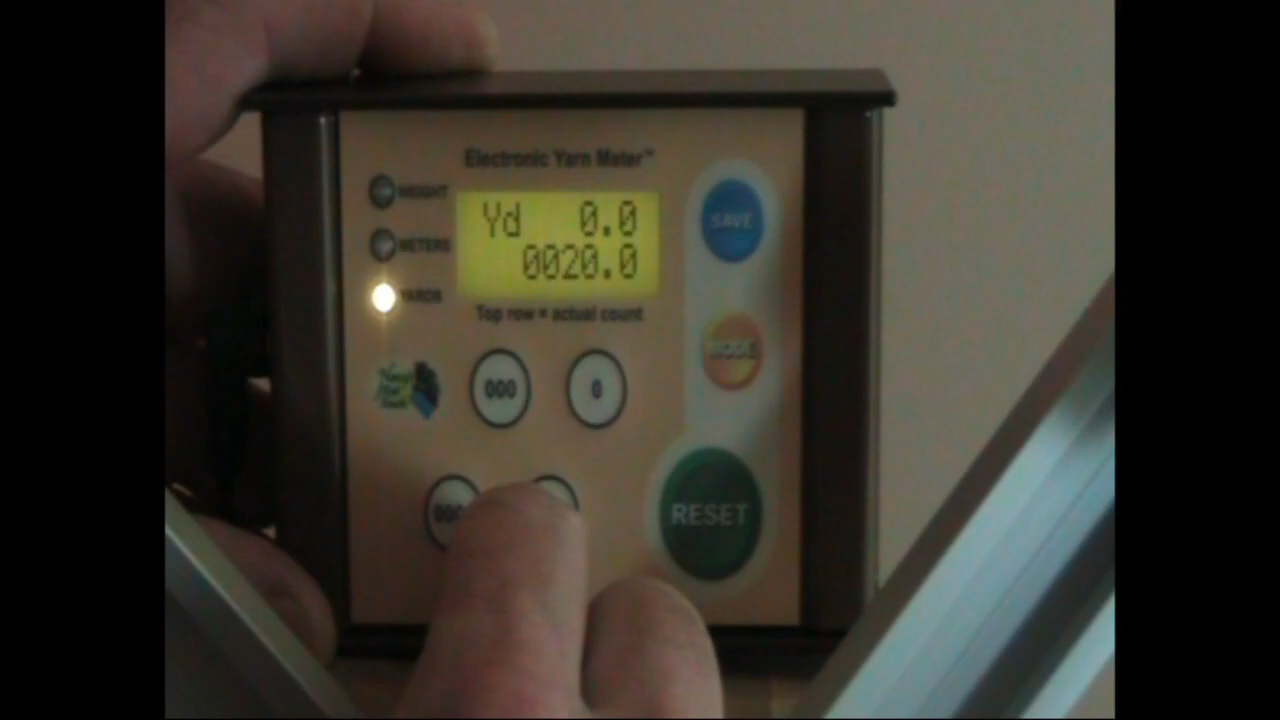 Electronic Yarn Meter™
WEIGHT
METERS
YARDS
Yd 0.0
0020.0
Top row = actual count
SAVE
MODE
RESET
000
0